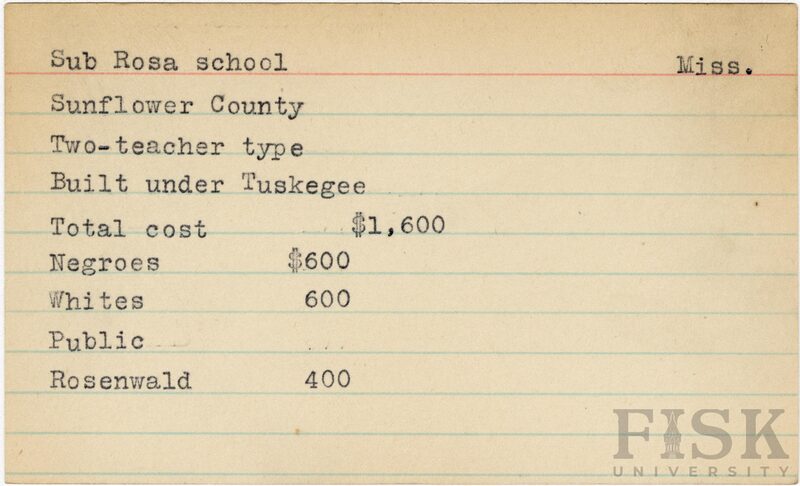 Sub Rosa school Miss.
Sunflower County
Two-teacher type
Built under Tuskegee
Total cost $1,600
Negroes $600
Whites 600
Public ...
Rosenwald 400
FISK
UNIVERSITY